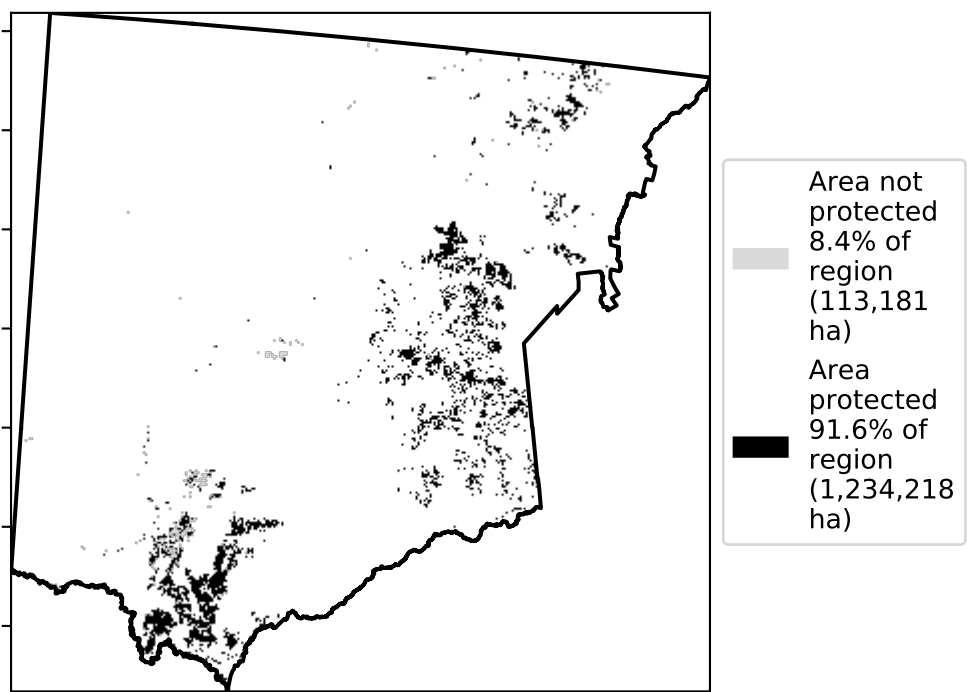 Area not
protected
8.4% of
region
(113,181
ha)
Area
protected
91.6% of
region
(1,234,218
ha)